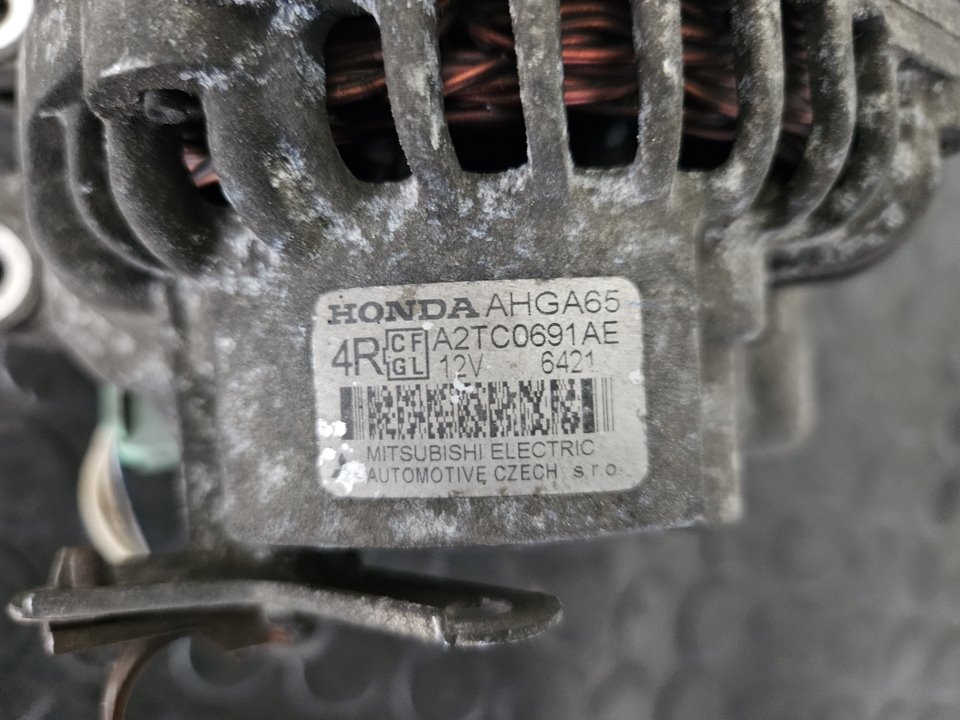 HONDA AHGA65
4R CF GL A2TC0691AE
12V 6421
MITSUBISHI ELECTRIC
AUTOMOTIVE CZECH s.r.o.